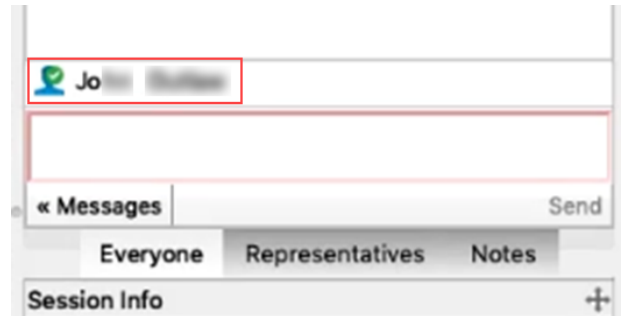 Jo
« Messages Send
Everyone Representatives Notes
Session Info